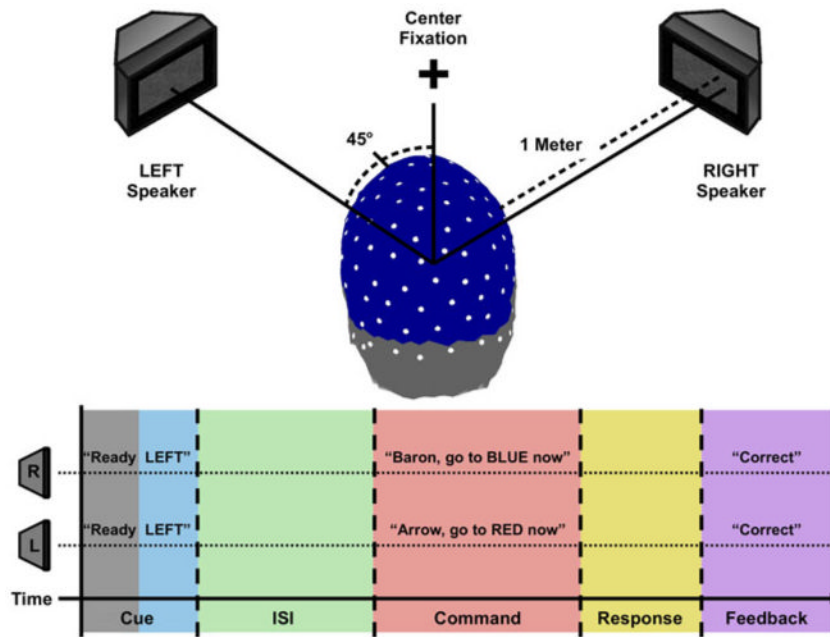 Center
Fixation
45°
1 Meter
LEFT
Speaker
RIGHT
Speaker
R
“Ready LEFT”
“Baron, go to BLUE now”
“Correct”
L
“Ready LEFT”
“Arrow, go to RED now”
“Correct”
Time
Cue
ISI
Command
Response
Feedback